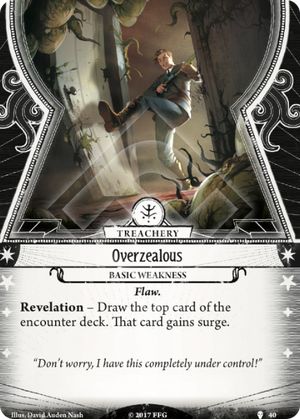 TREACHERY
Overzealous
BASIC WEAKNESS
Flaw.
Revelation – Draw the top card of the
encounter deck. That card gains surge.
"Don't worry, I have this completely under control!"
Illus. David Auden Nash
© 2017 FFG
40